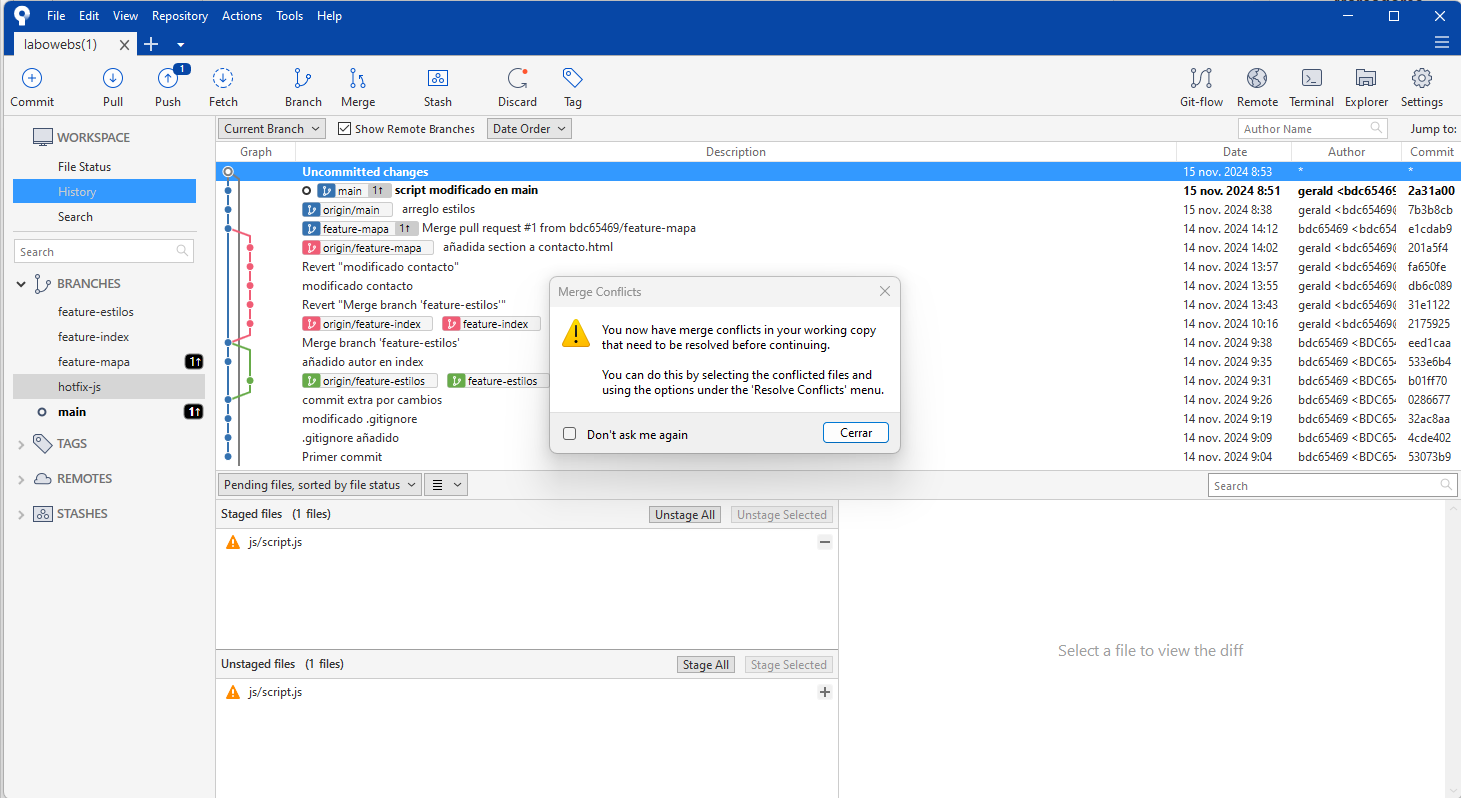 File Edit View Repository Actions Tools Help
labowebs(1)
1
Commit Pull Push Fetch Branch Merge Stash Discard Tag Git-flow Remote Terminal Explorer Settings
WORKSPACE
File Status
History
Search
Search
BRANCHES
feature-estilos
feature-index
feature-mapa 1↑
hotfix-js
main 1↑
TAGS
REMOTES
STASHES
Current Branch Show Remote Branches Date Order Author Name Jump to:
Graph Description Date Author Commit
Uncommitted changes 15 nov. 2024 8:53 * *
main 1↑ script modificado en main 15 nov. 2024 8:51 gerald <bdc65469 2a31a00
origin/main arreglo estilos 15 nov. 2024 8:38 gerald <bdc65469@ 7b3b8cb
feature-mapa 1↑ Merge pull request #1 from bdc65469/feature-mapa 14 nov. 2024 14:12 bdc65469 <bdc654 e1cdab9
origin/feature-mapa añadida section a contacto.html 14 nov. 2024 14:02 gerald <bdc65469@ 201a5f4
Revert "modificado contacto" 14 nov. 2024 13:57 gerald <bdc65469@ fa650fe
modificado contacto 14 nov. 2024 13:55 gerald <bdc65469@ db6c089
Revert "Merge branch 'feature-estilos'" 14 nov. 2024 13:43 gerald <bdc65469@ 31e1122
origin/feature-index feature-index 14 nov. 2024 10:16 gerald <bdc65469@ 2175925
Merge branch 'feature-estilos' 14 nov. 2024 9:38 bdc65469 <BDC654 eed1caa
añadido autor en index 14 nov. 2024 9:35 bdc65469 <BDC654 533e6b4
origin/feature-estilos feature-estilos 14 nov. 2024 9:31 bdc65469 <BDC654 b01ff70
commit extra por cambios 14 nov. 2024 9:26 bdc65469 <BDC654 0286677
modificado .gitignore 14 nov. 2024 9:19 bdc65469 <BDC654 32ac8aa
.gitignore añadido 14 nov. 2024 9:09 bdc65469 <BDC654 4cde402
Primer commit 14 nov. 2024 9:04 bdc65469 <BDC654 53073b9
Merge Conflicts
You now have merge conflicts in your working copy
that need to be resolved before continuing.
You can do this by selecting the conflicted files and
using the options under the 'Resolve Conflicts' menu.
Don't ask me again Cerrar
Pending files, sorted by file status Search
Staged files (1 files) Unstage All Unstage Selected
js/script.js
Unstaged files (1 files) Stage All Stage Selected
js/script.js
Select a file to view the diff